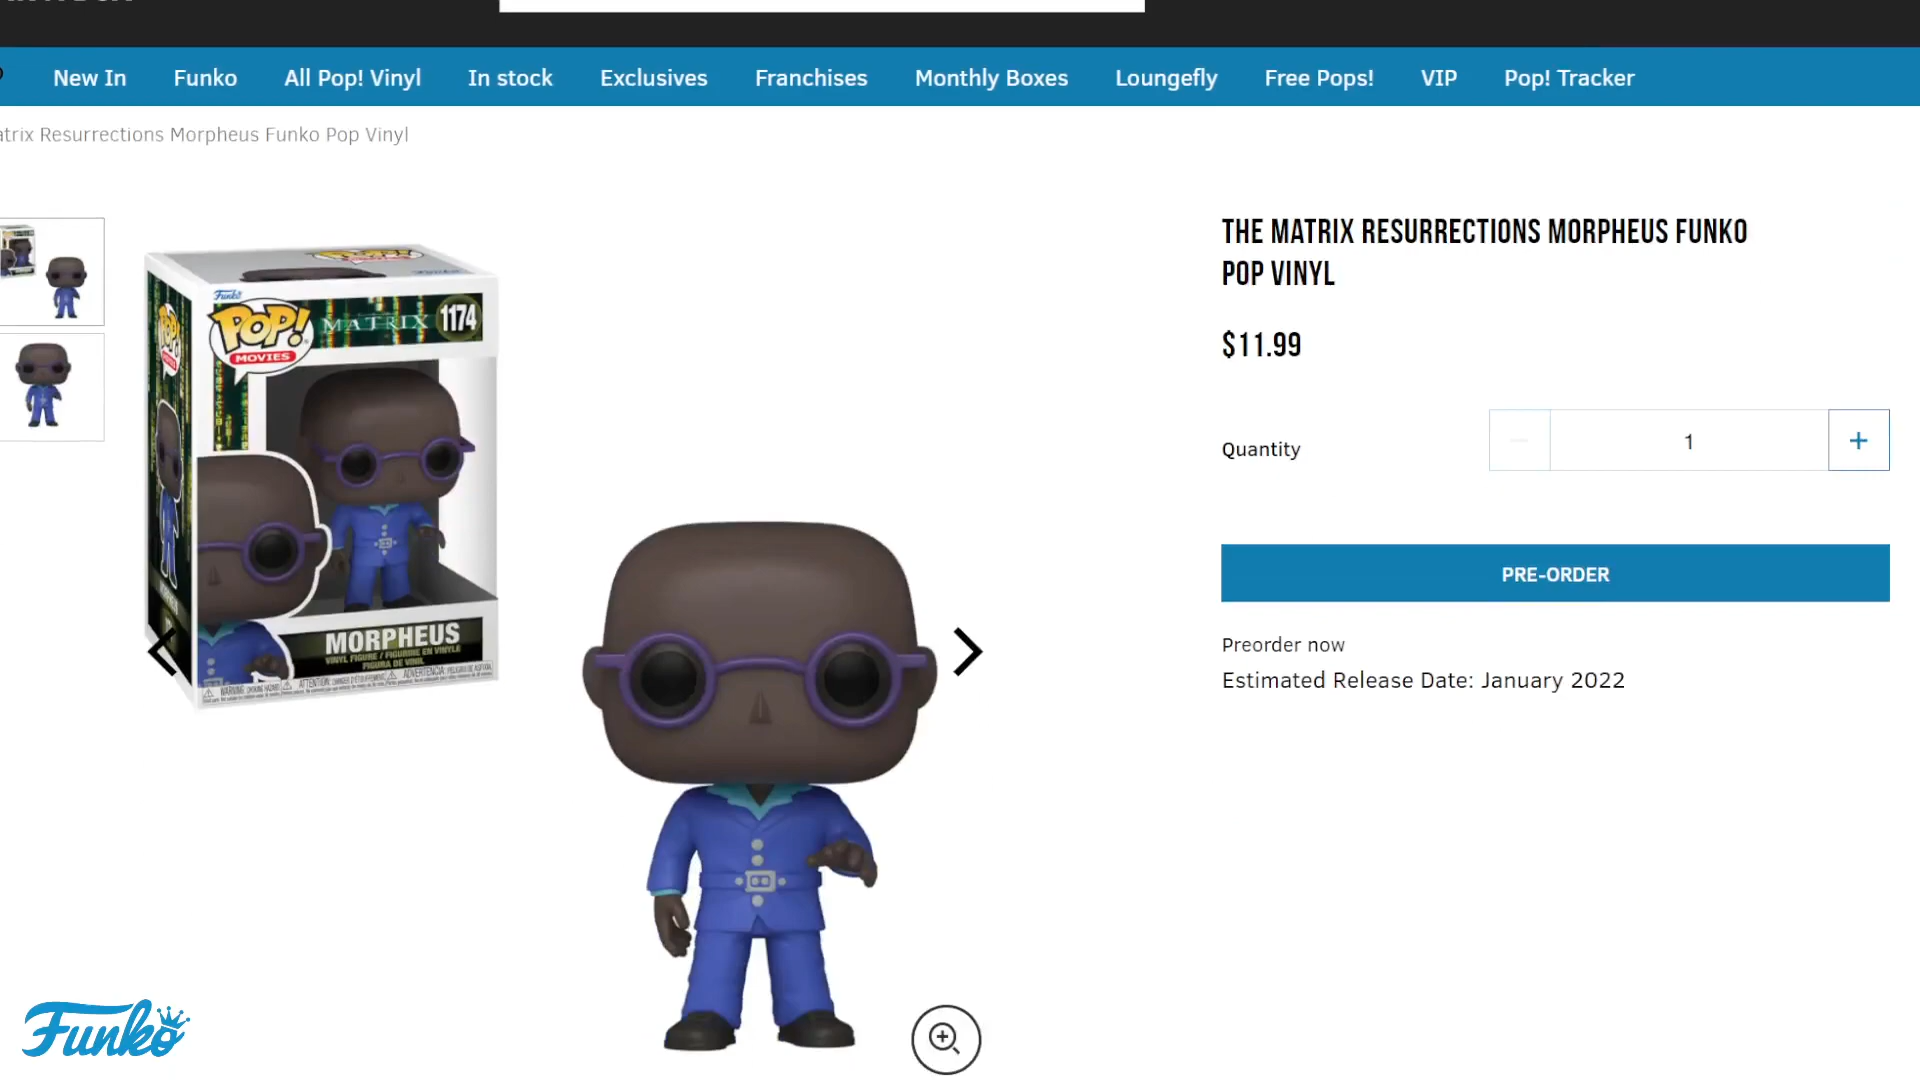 New In Funko All Pop! Vinyl In stock Exclusives Franchises Monthly Boxes Loungefly Free Pops! VIP Pop! Tracker
Resurrections Morpheus Funko Pop Vinyl
THE MATRIX RESURRECTIONS MORPHEUS FUNKO
POP VINYL
$11.99
Quantity
1
PRE-ORDER
Preorder now
Estimated Release Date: January 2022
Funko
POP!
MOVIES
MATRIX
1174
MORPHEUS
VINYL FIGURE / FIGURINE EN VINYLE
FIGURA DE VINIL
Funko